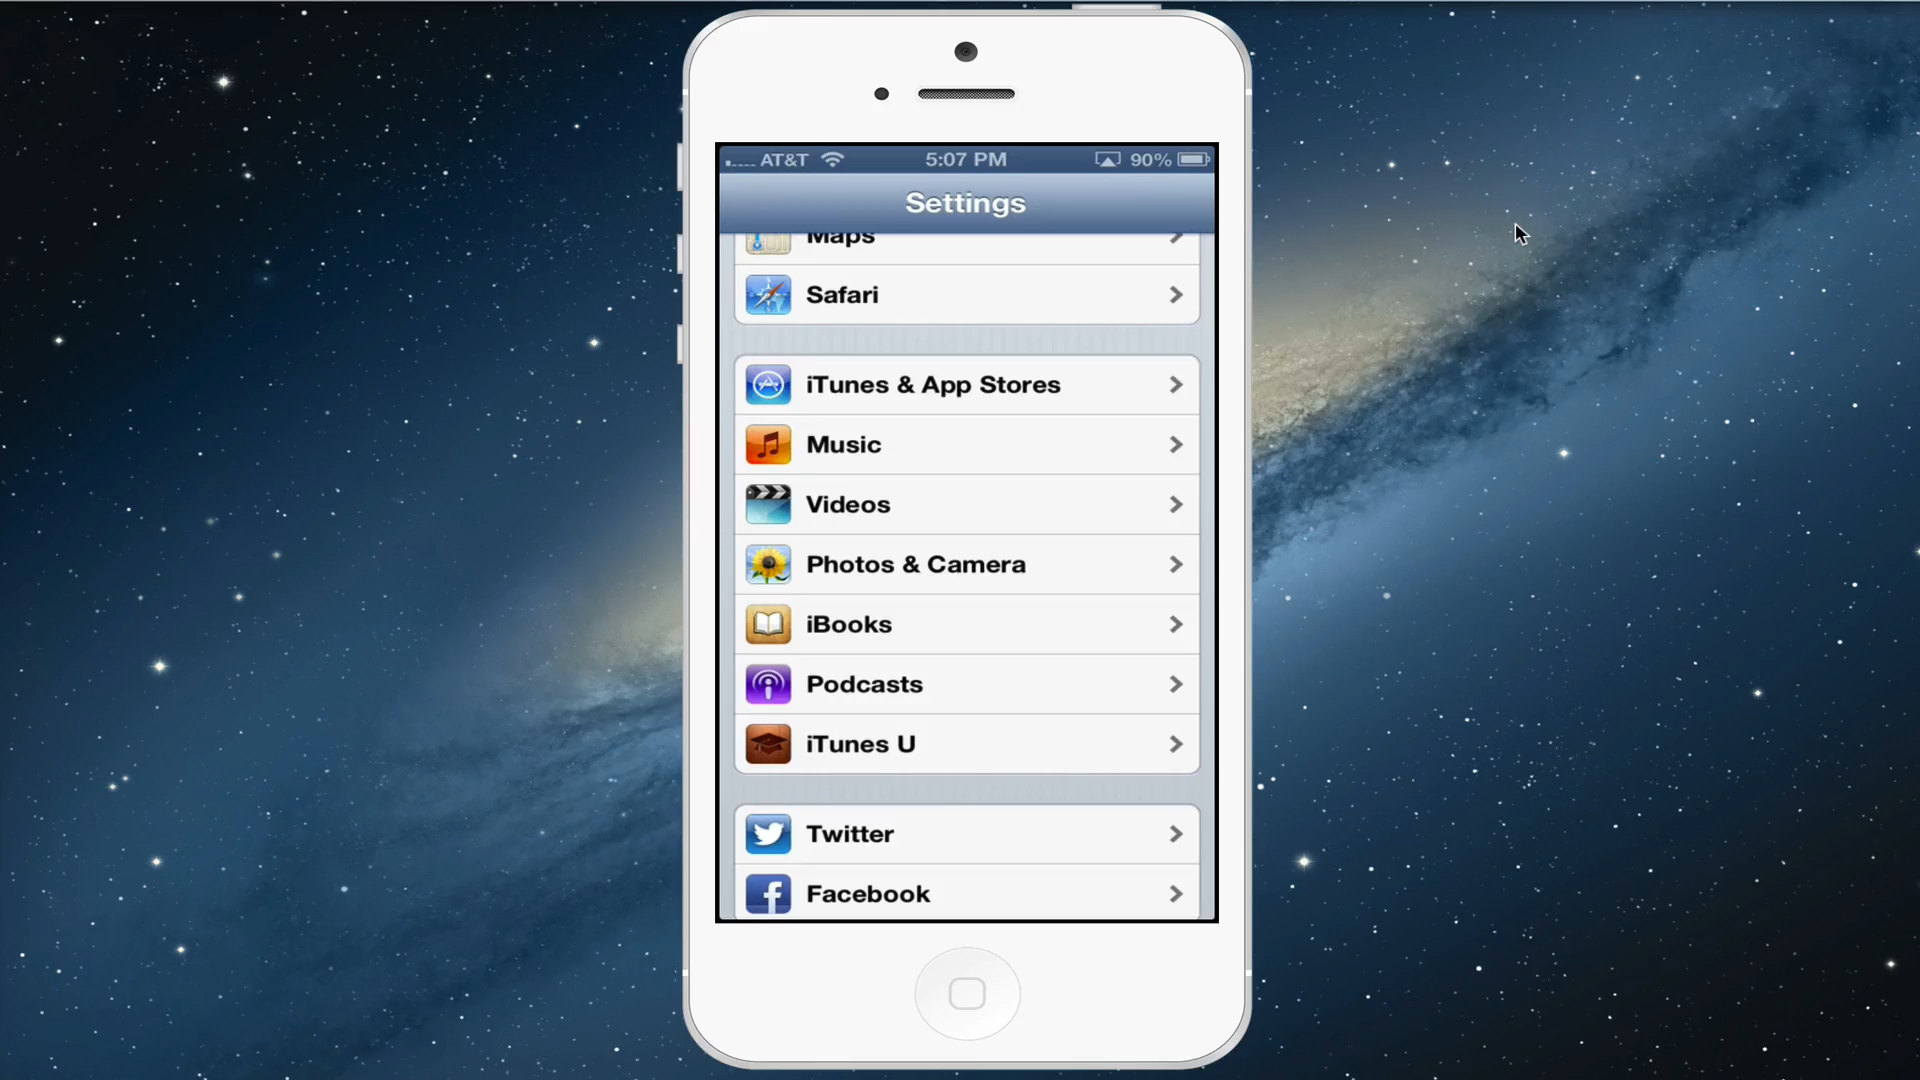 AT&T 5:07 PM 90%
Settings
Maps
Safari
iTunes & App Stores
Music
Videos
Photos & Camera
iBooks
Podcasts
iTunes U
Twitter
Facebook